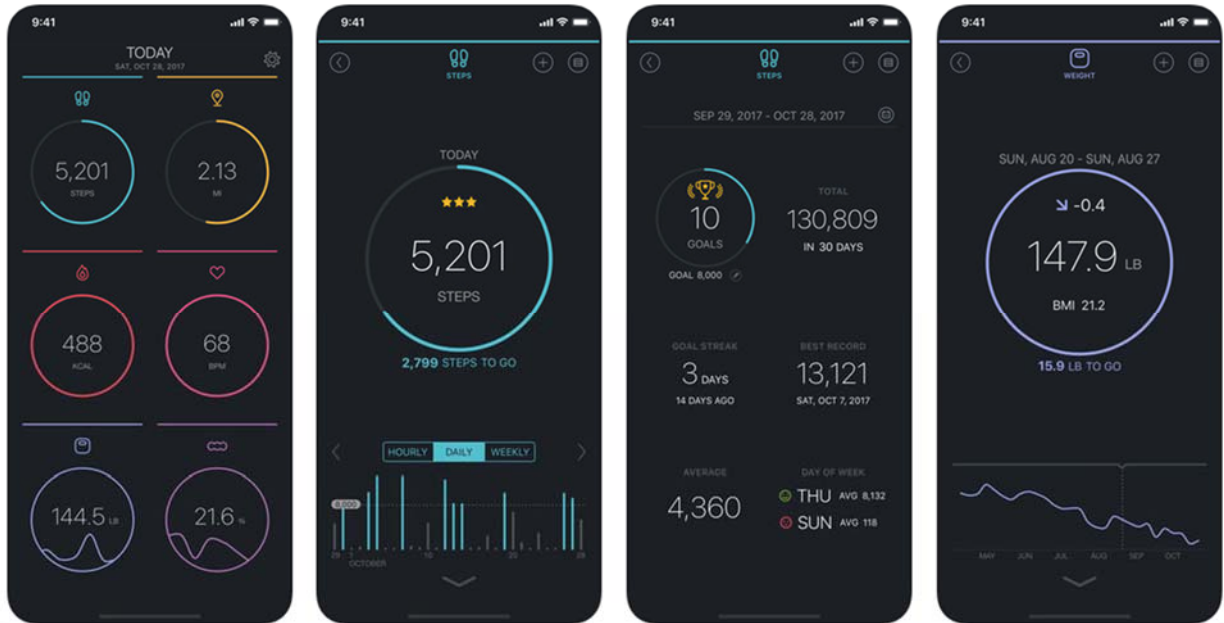 9:41
TODAY
SAT, OCT 28, 2017
5,201
STEPS
2.13
MI
488
KCAL
68
BPM
144.5 LB
21.6 %
9:41
STEPS
TODAY
5,201
STEPS
2,799 STEPS TO GO
HOURLY DAILY WEEKLY
8,000
29 1 10 20 28
OCTOBER
9:41
STEPS
SEP 29, 2017 - OCT 28, 2017
10
GOALS
GOAL 8,000
TOTAL
130,809
IN 30 DAYS
GOAL STREAK
3 DAYS
14 DAYS AGO
BEST RECORD
13,121
SAT, OCT 7, 2017
AVERAGE
4,360
DAY OF WEEK
THU AVG 8,132
SUN AVG 118
9:41
WEIGHT
SUN, AUG 20 - SUN, AUG 27
-0.4
147.9 LB
BMI 21.2
15.9 LB TO GO
MAY JUN JUL AUG SEP OCT